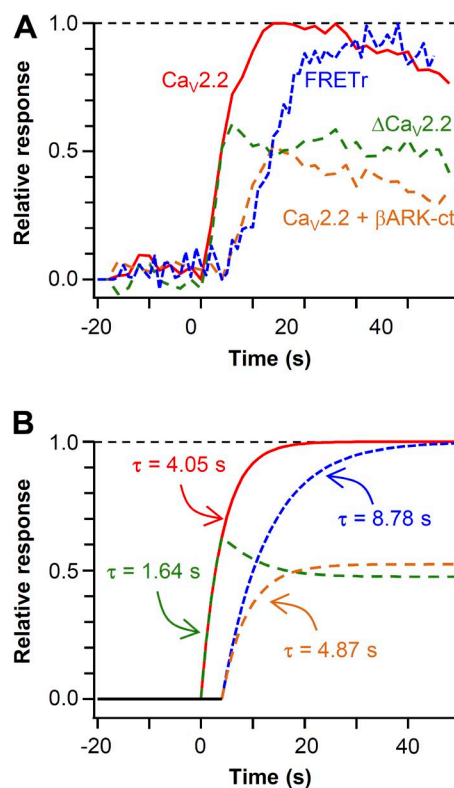 A
1.0
0.5
0.0
Relative response
CaV2.2
FRETr
ΔCaV2.2
CaV2.2 + βARK-ct
-20
0
20
40
Time (s)
B
1.0
0.5
0.0
Relative response
τ = 4.05 s
τ = 8.78 s
τ = 1.64 s
τ = 4.87 s
-20
0
20
40
Time (s)